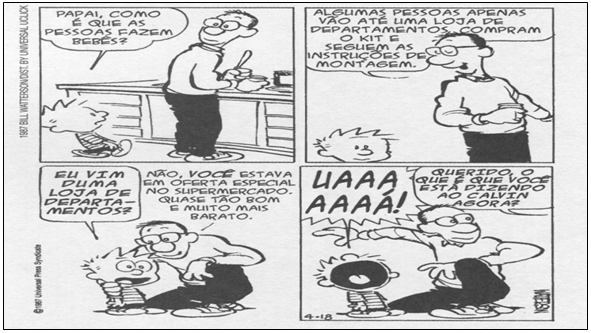 PAPAI, COMO
É QUE AS
PESSOAS FAZEM
BEBÊS?
ALGUMAS PESSOAS APENAS
VÃO ATÉ UMA LOJA DE
DEPARTAMENTOS, COMPRAM
O KIT E
SEGUEM AS
INSTRUÇÕES DE
MONTAGEM.
1987 BILL WATTERSON/DIST. BY UNIVERSAL UCLICK
EU VIM
DUMA
LOJA DE
DEPARTA-
MENTOS?
NÃO, VOCÊ ESTAVA
EM OFERTA ESPECIAL
NO SUPERMERCADO.
QUASE TÃO BOM
E MUITO MAIS
BARATO.
UAAA
AAAÁ!
QUERIDO, O
QUE É QUE VOCÊ
ESTÁ DIZENDO
AO CALVIN
AGORA?
©1987 Universal Press Syndicate
4-18
WATTERSON